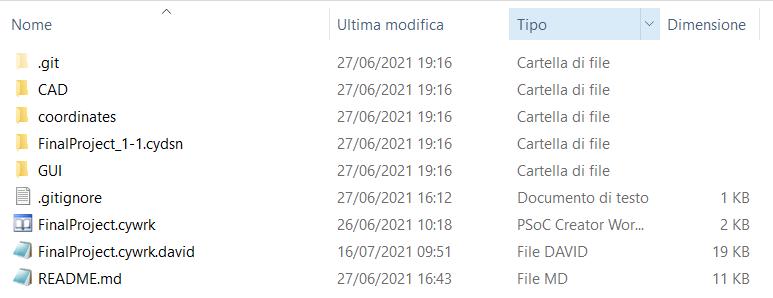 Nome Ultima modifica Tipo Dimensione
.git 27/06/2021 19:16 Cartella di file
CAD 27/06/2021 19:16 Cartella di file
coordinates 27/06/2021 19:16 Cartella di file
FinalProject_1-1.cydsn 27/06/2021 19:16 Cartella di file
GUI 27/06/2021 19:16 Cartella di file
.gitignore 27/06/2021 16:12 Documento di testo 1 KB
FinalProject.cywrk 26/06/2021 10:18 PSoC Creator Wor... 2 KB
FinalProject.cywrk.david 16/07/2021 09:51 File DAVID 19 KB
README.md 27/06/2021 16:43 File MD 11 KB